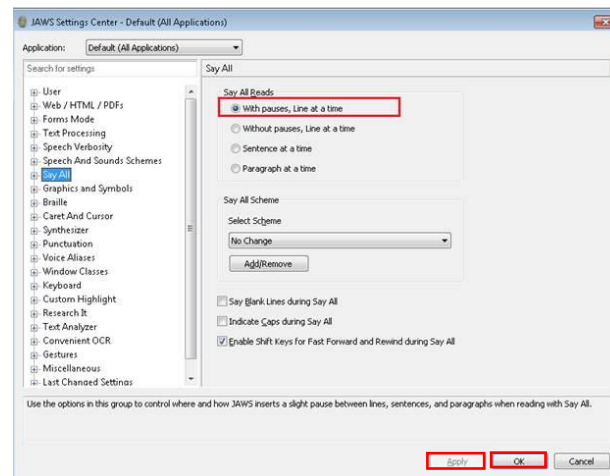 JAWS Settings Center - Default (All Applications)
Application: Default (All Applications)
Search for settings
User
Web / HTML / PDFs
Forms Mode
Text Processing
Speech Verbosity
Speech And Sounds Schemes
Say All
Graphics and Symbols
Braille
Caret And Cursor
Synthesizer
Punctuation
Voice Aliases
Window Classes
Keyboard
Custom Highlight
Research It
Text Analyzer
Convenient OCR
Gestures
Miscellaneous
Last Changed Settings
Say All
Say All Reads
With pauses, Line at a time
Without pauses, Line at a time
Sentence at a time
Paragraph at a time
Say All Scheme
Select Scheme
No Change
Add/Remove
Say Blank Lines during Say All
Indicate Caps during Say All
Enable Shift Keys for Fast Forward and Rewind during Say All
Use the options in this group to control where and how JAWS inserts a slight pause between lines, sentences, and paragraphs when reading with Say All.
Apply OK Cancel